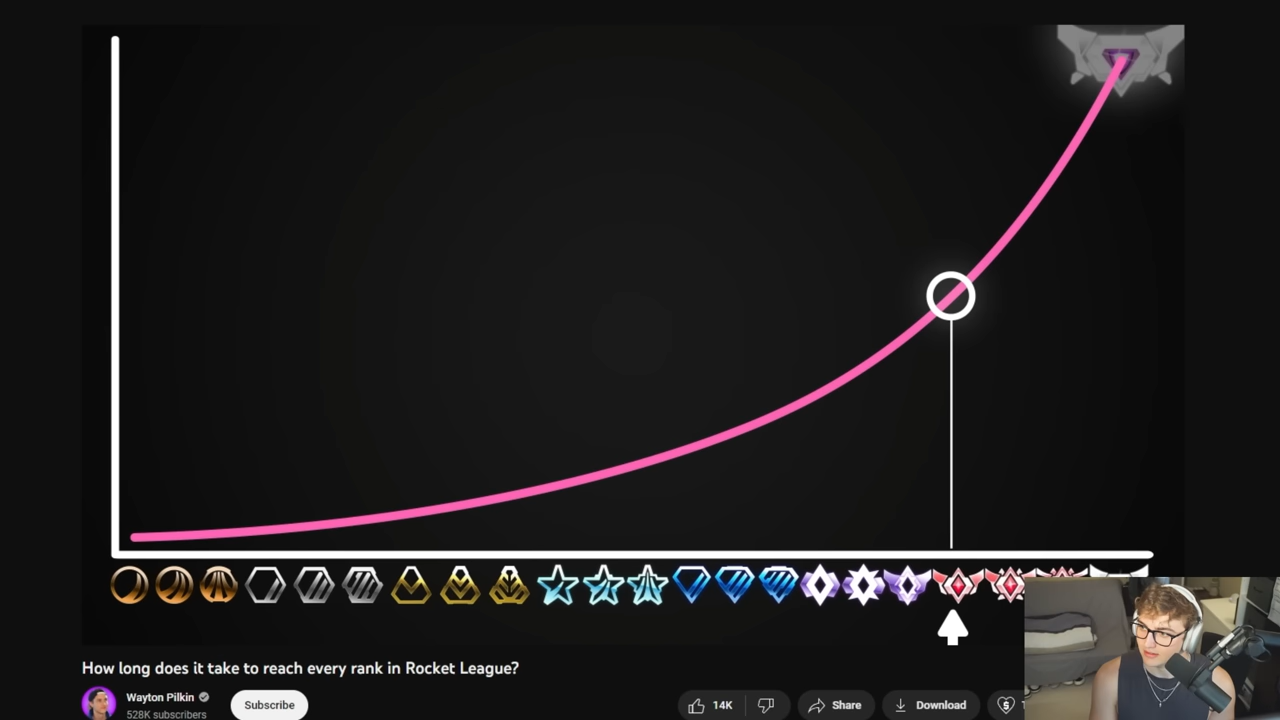 How long does it take to reach every rank in Rocket League?
Wayton Pilkin
528K subscribers
Subscribe
14K
Share
Download